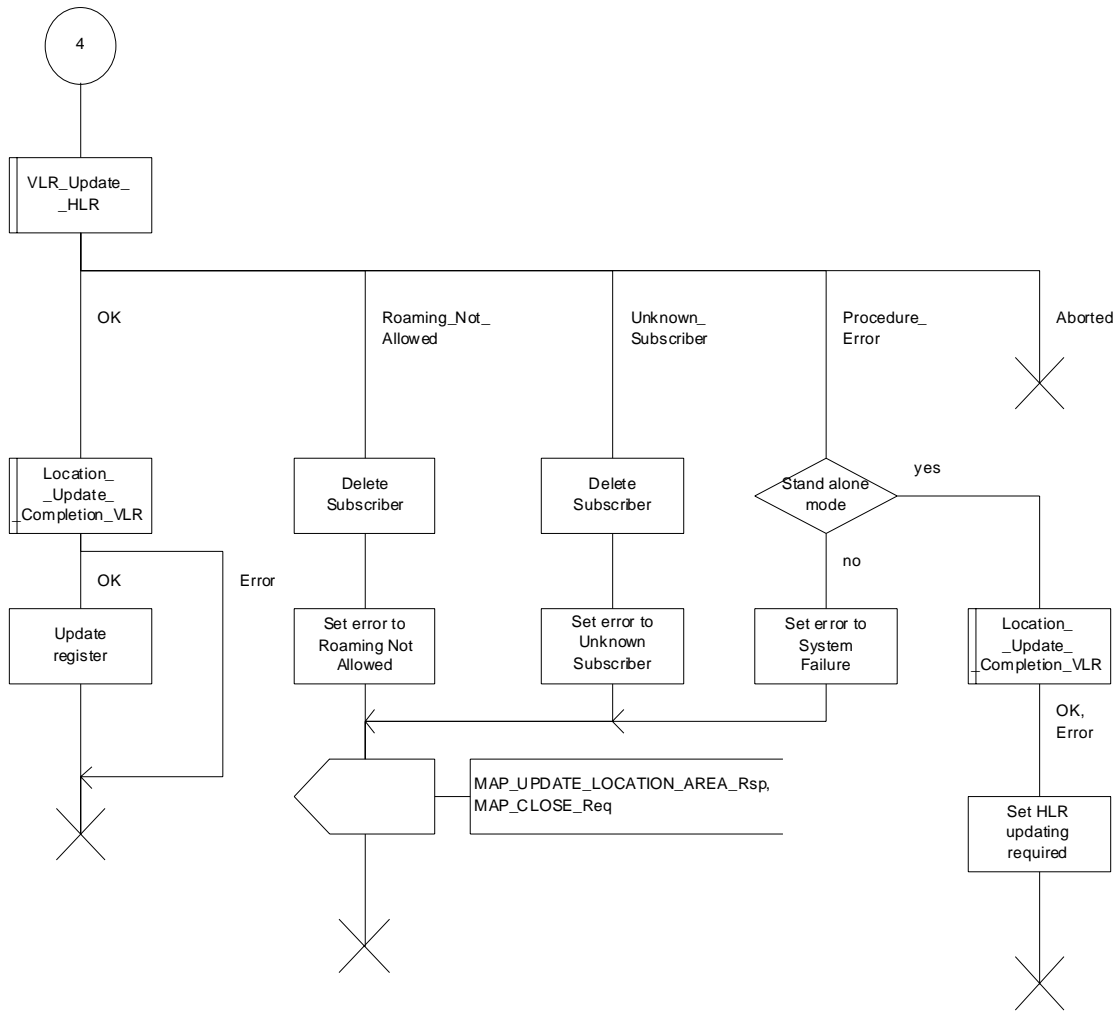 4
VLR_Update_
_HLR
OK
Roaming_Not_
Allowed
Unknown_
Subscriber
Procedure_
Error
Aborted
Location_
_Update_
_Completion_VLR
Delete
Subscriber
Delete
Subscriber
Stand alone
mode
yes
no
OK
Error
Update
register
Set error to
Roaming Not
Allowed
Set error to
Unknown
Subscriber
Set error to
System
Failure
Location_
_Update_
_Completion_VLR
OK,
Error
MAP_UPDATE_LOCATION_AREA_Rsp,
MAP_CLOSE_Req
Set HLR
updating
required